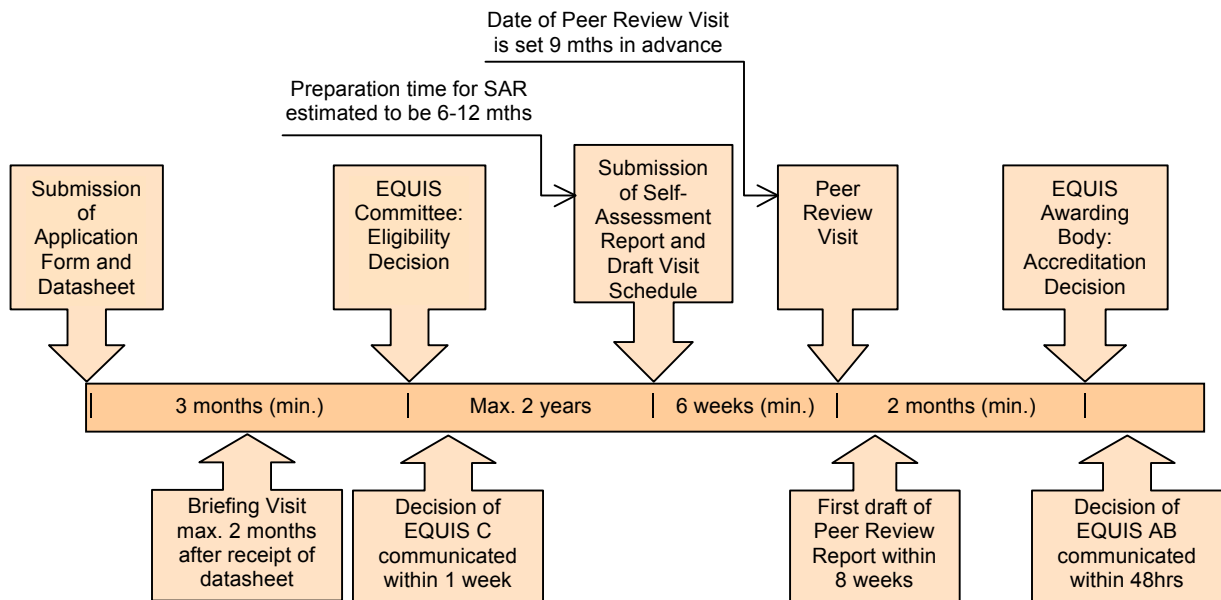 Date of Peer Review Visit
is set 9 mths in advance
Preparation time for SAR
estimated to be 6-12 mths
Submission
of
Application
Form and
Datasheet
EQUIS
Committee:
Eligibility
Decision
Submission
of Self-
Assessment
Report and
Draft Visit
Schedule
Peer
Review
Visit
EQUIS
Awarding
Body:
Accreditation
Decision
3 months (min.)
Max. 2 years
6 weeks (min.)
2 months (min.)
Briefing Visit
max. 2 months
after receipt of
datasheet
Decision of
EQUIS C
communicated
within 1 week
First draft of
Peer Review
Report within
8 weeks
Decision of
EQUIS AB
communicated
within 48hrs